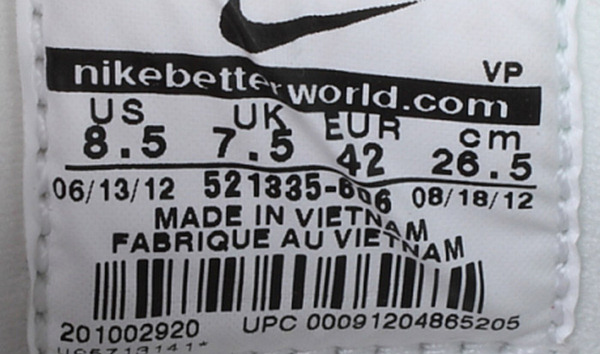 VP
nikebetterworld.com
US UK EUR cm
8.5 7.5 42 26.5
06/13/12 521335-606 08/18/12
MADE IN VIETNAM
FABRIQUE AU VIETNAM
201002920 UPC 00091204865205